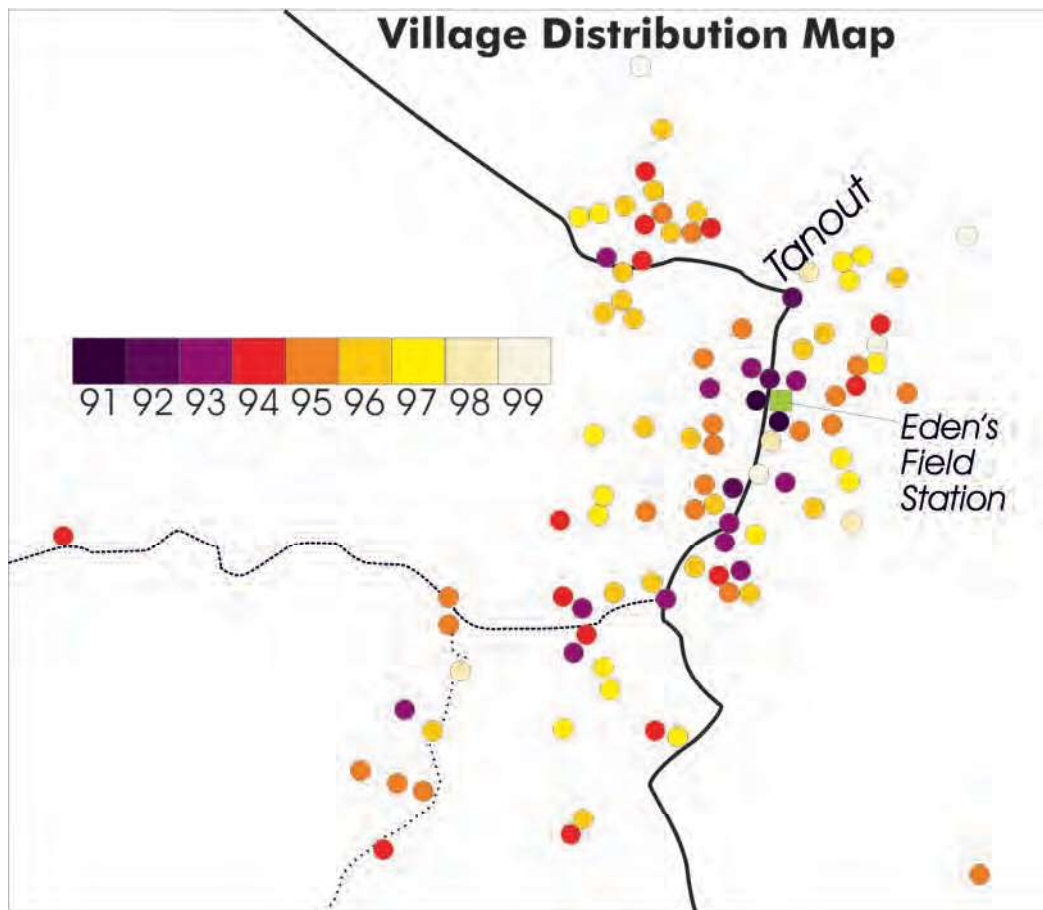 Village Distribution Map
Tanout
91 92 93 94 95 96 97 98 99
Eden's
Field
Station